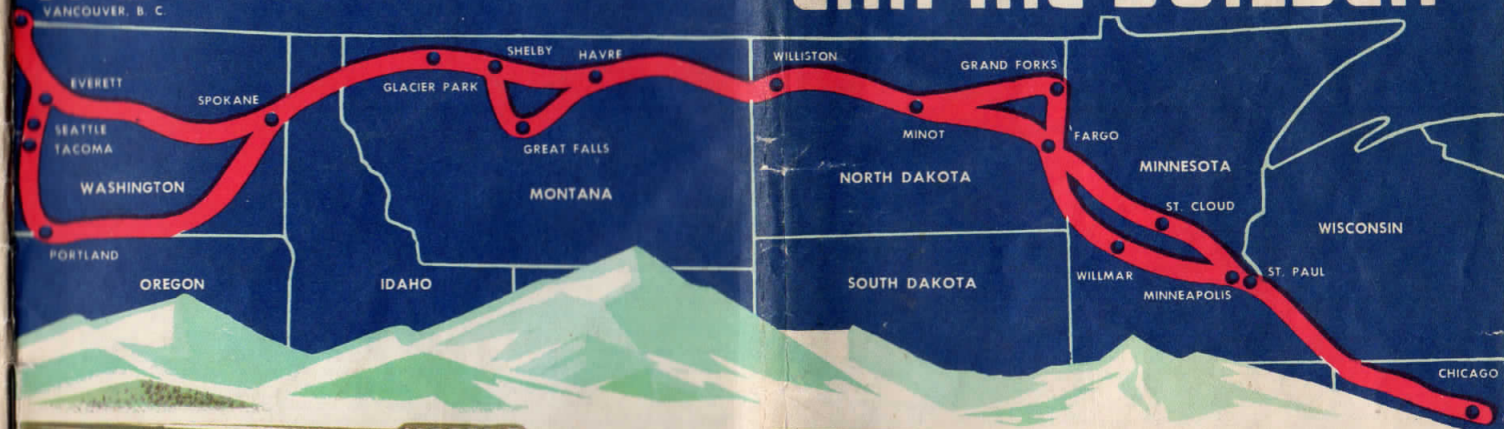 VANCOUVER, B. C.
EVERETT
SEATTLE
TACOMA
WASHINGTON
PORTLAND
OREGON
SPOKANE
IDAHO
GLACIER PARK
SHELBY
HAVRE
GREAT FALLS
MONTANA
WILLISTON
MINOT
GRAND FORKS
FARGO
NORTH DAKOTA
SOUTH DAKOTA
MINNESOTA
ST. CLOUD
WILLMAR
MINNEAPOLIS
ST. PAUL
WISCONSIN
CHICAGO